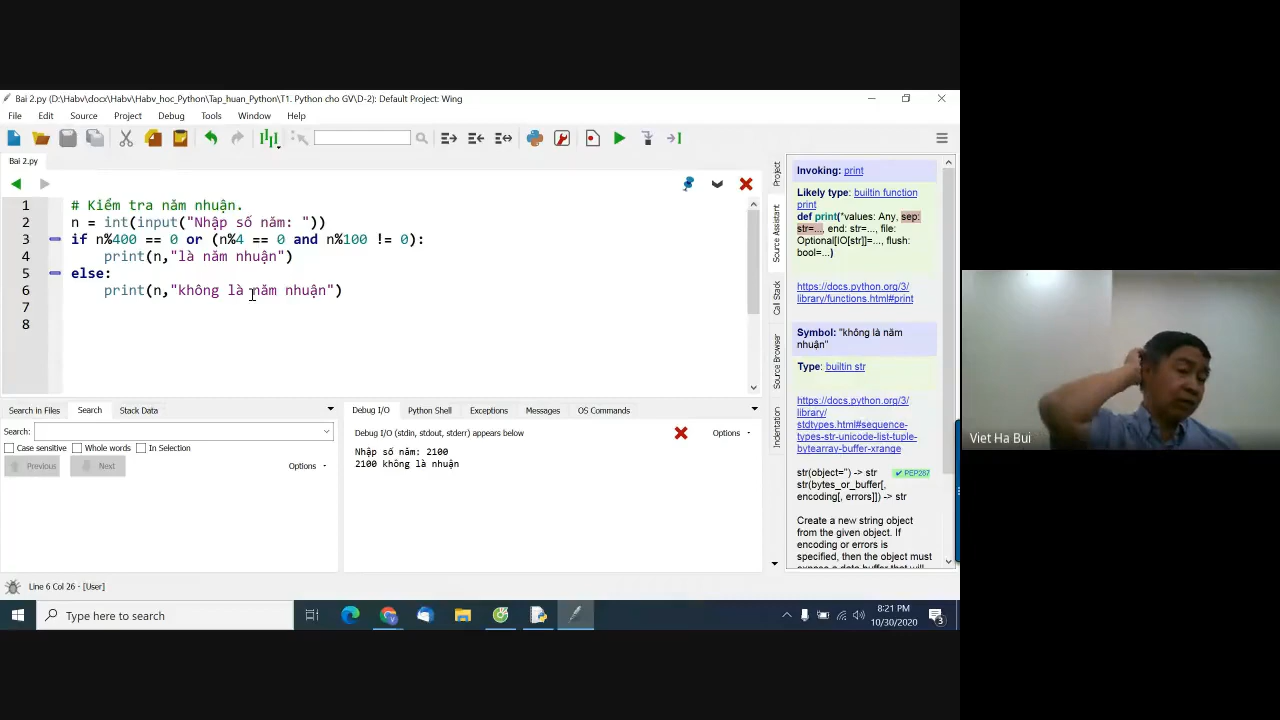 Bai 2.py (D:\Habv\docx\Habv\Habv_hoc_Python\Tap_huan_Python\T1. Python cho GV\D-2): Default Project: Wing
File Edit Source Project Debug Tools Window Help
Bai 2.py
1 # Kiểm tra năm nhuận.
2 n = int(input("Nhập số năm: "))
3 if n%400 == 0 or (n%4 == 0 and n%100 != 0):
4 print(n,"là năm nhuận")
5 else:
6 print(n,"không là năm nhuận")
7
8
Project
Source Assistant
Call Stack
Source Browser
Indentation
Invoking: print
Likely type: builtin function
print
def print(*values: Any, sep:
str=..., end: str=..., file:
Optional[IO[str]]=..., flush:
bool=...)
https://docs.python.org/3/
library/functions.html#print
Symbol: "không là năm
nhuận"
Type: builtin str
https://docs.python.org/3/
library/
stdtypes.html#sequence-
types-str-unicode-list-tuple-
bytearray-buffer-xrange
str(object='') -> str ✔ PEP287
str(bytes_or_buffer[,
encoding[, errors]]) -> str
Create a new string object
from the given object. If
encoding or errors is
specified, then the object must
expose a data buffer that will
Search in Files Search Stack Data
Search:
Case sensitive Whole words In Selection
Previous Next Options
Debug I/O Python Shell Exceptions Messages OS Commands
Debug I/O (stdin, stdout, stderr) appears below Options
Nhập số năm: 2100
2100 không là nhuận
Line 6 Col 26 - [User]
Type here to search
8:21 PM
10/30/2020
3
Viet Ha Bui